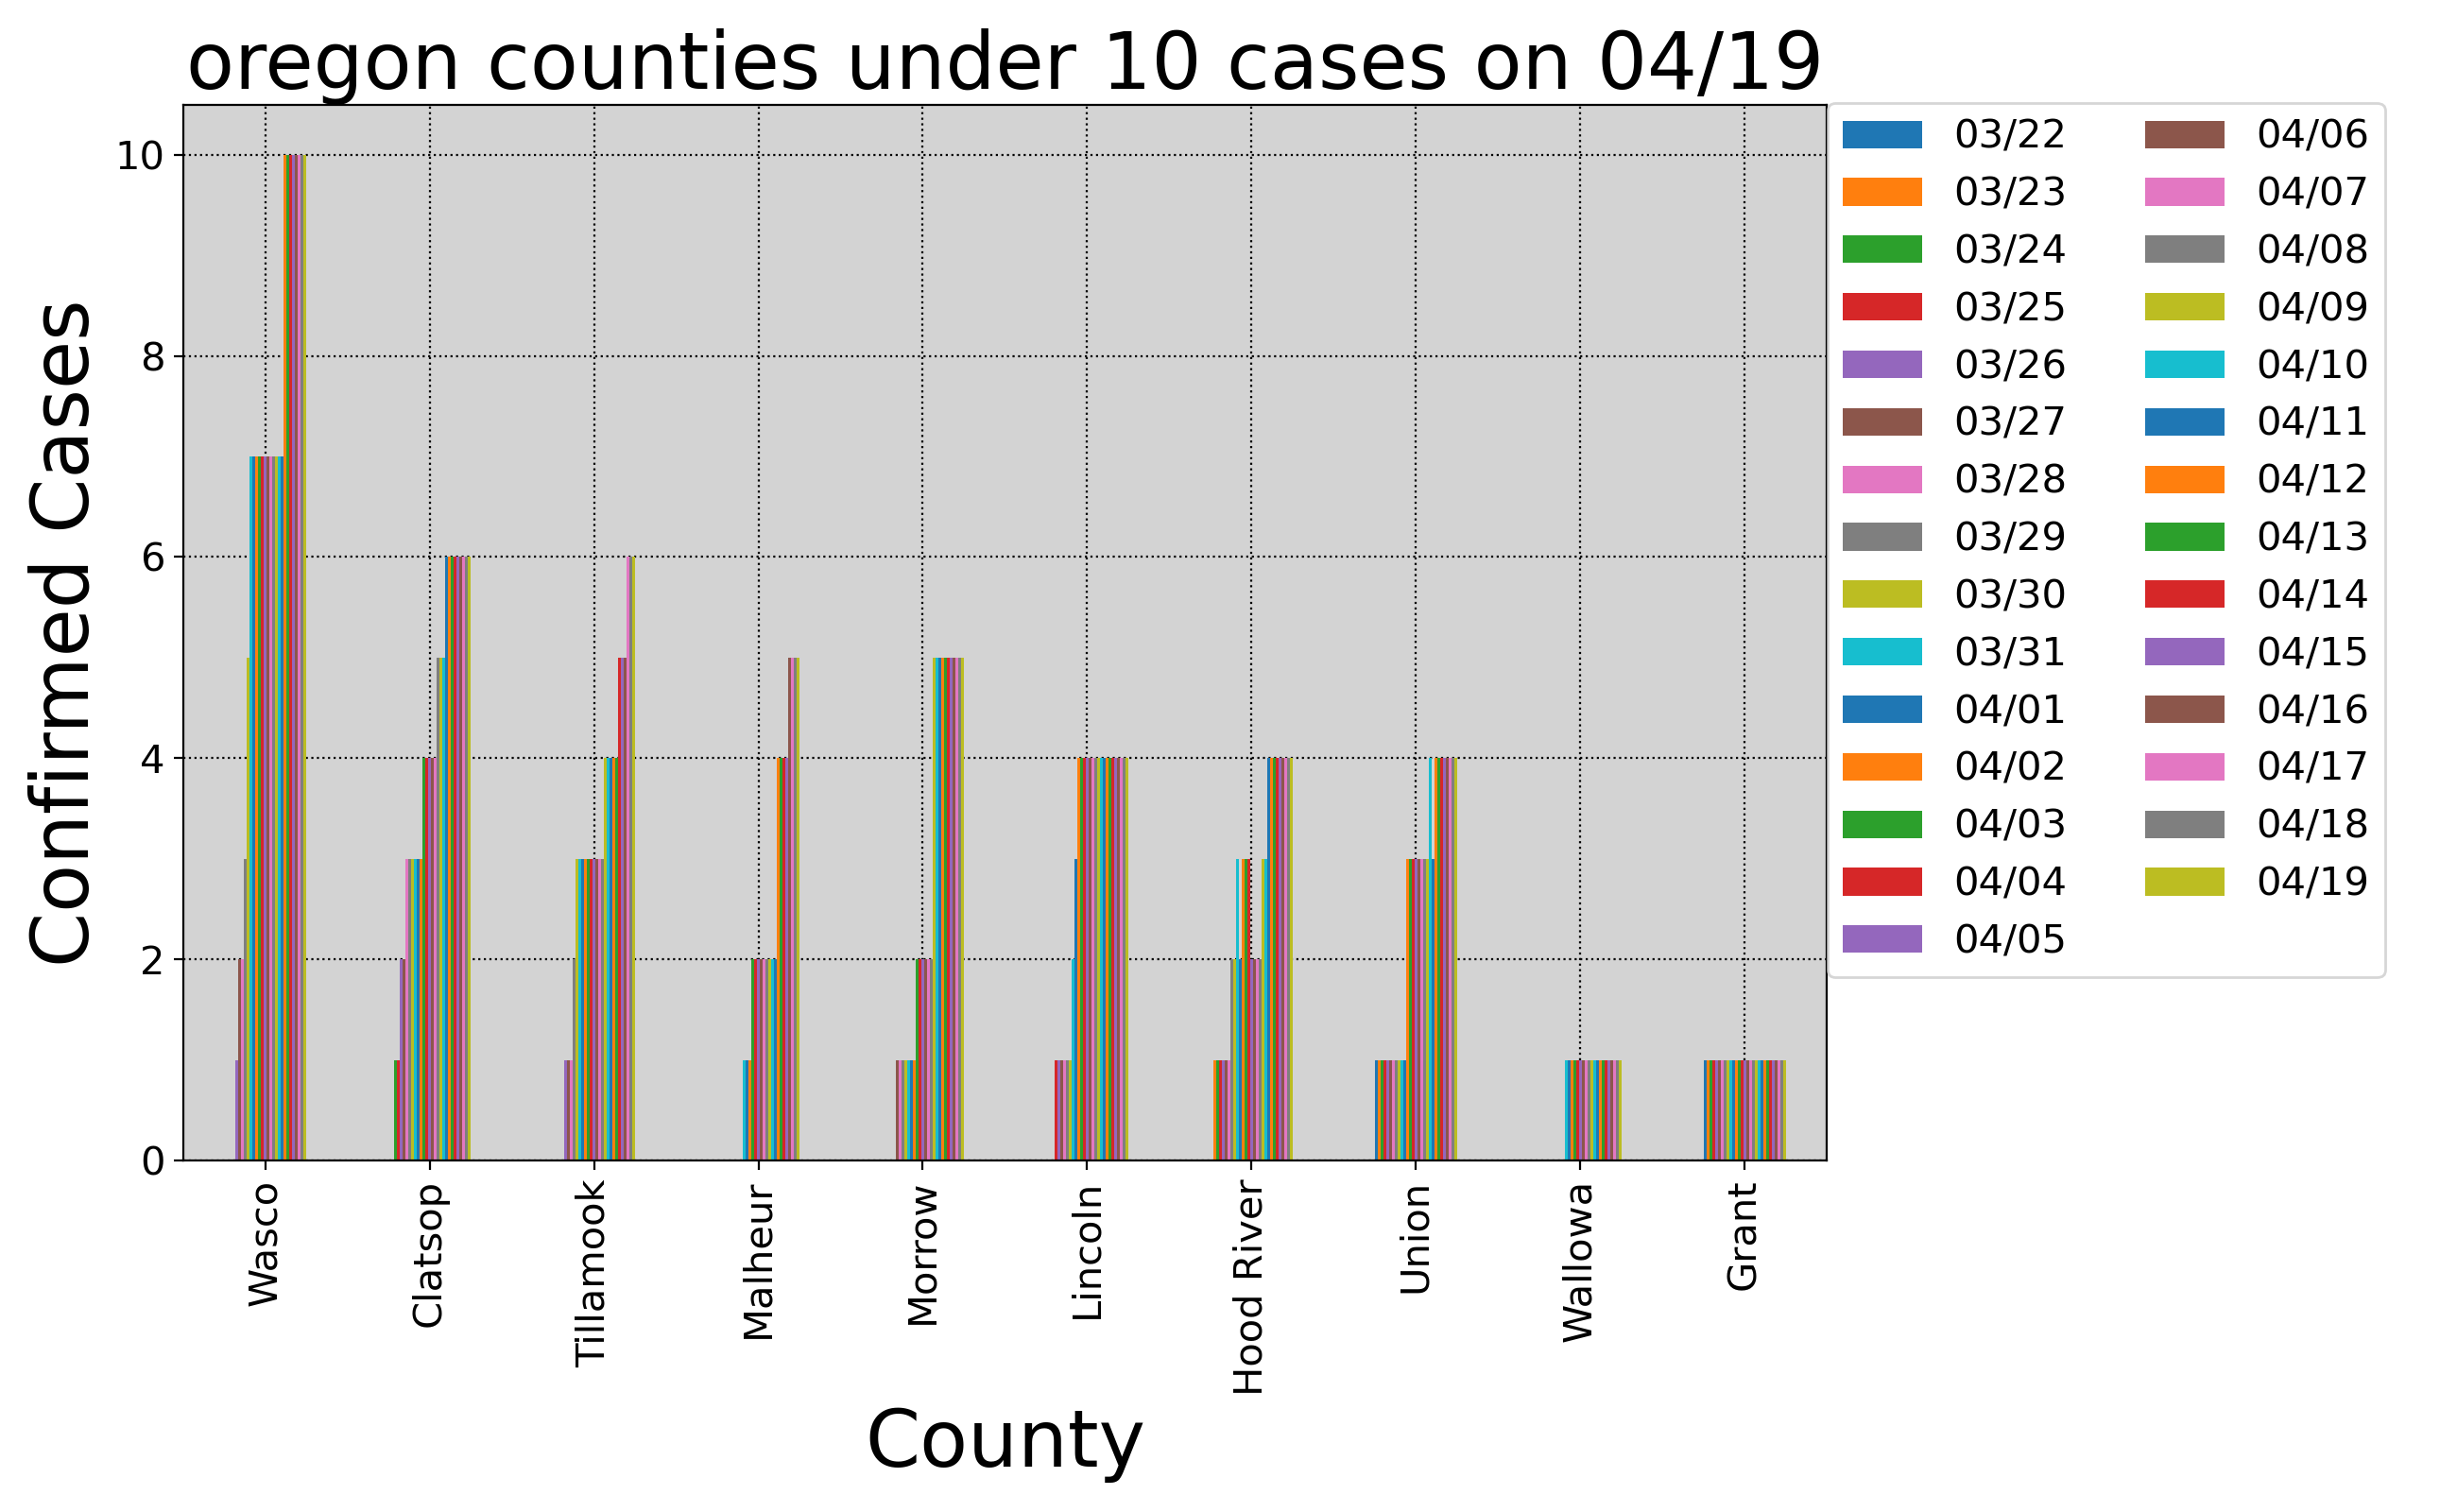 oregon counties under 10 cases on 04/19
Confirmed Cases
10
8
6
4
2
0
Wasco
Clatsop
Tillamook
Malheur
Morrow
Lincoln
Hood River
Union
Wallowa
Grant
County
03/22
03/23
03/24
03/25
03/26
03/27
03/28
03/29
03/30
03/31
04/01
04/02
04/03
04/04
04/05
04/06
04/07
04/08
04/09
04/10
04/11
04/12
04/13
04/14
04/15
04/16
04/17
04/18
04/19